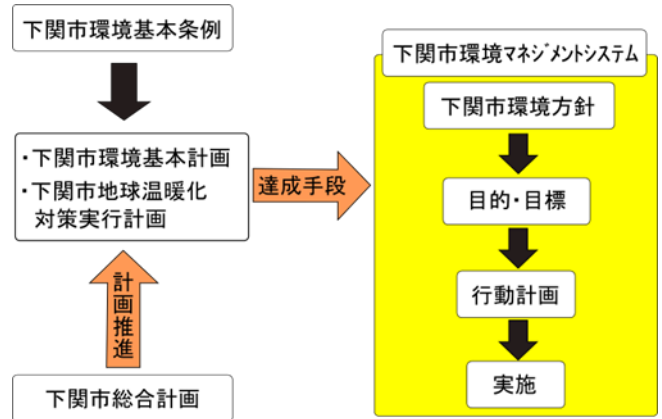 下関市環境基本条例
・下関市環境基本計画
・下関市地球温暖化
対策実行計画
計画推進
下関市総合計画
達成手段
下関市環境マネジメントシステム
下関市環境方針
目的・目標
行動計画
実施